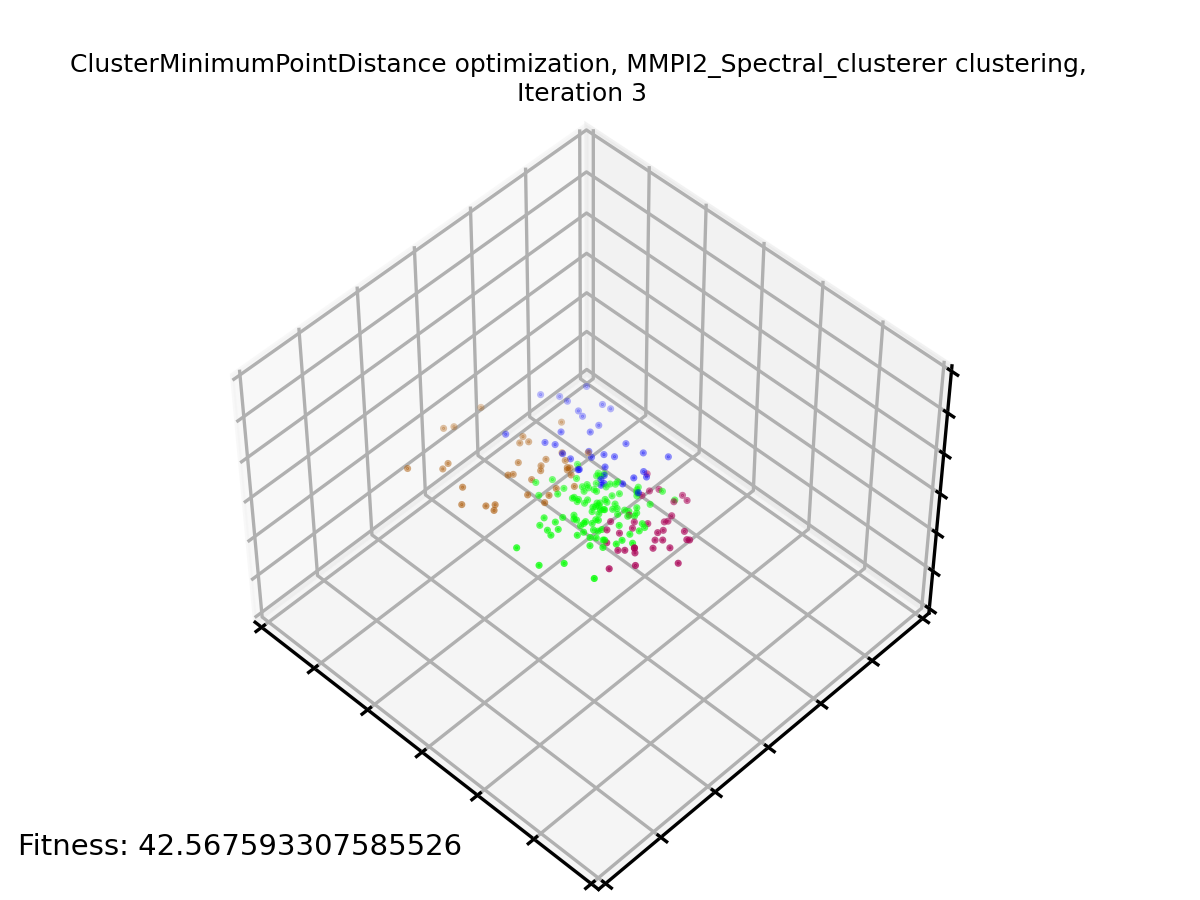 ClusterMinimumPointDistance optimization, MMPI2_Spectral_clusterer clustering,
Iteration 3
Fitness: 42.567593307585526